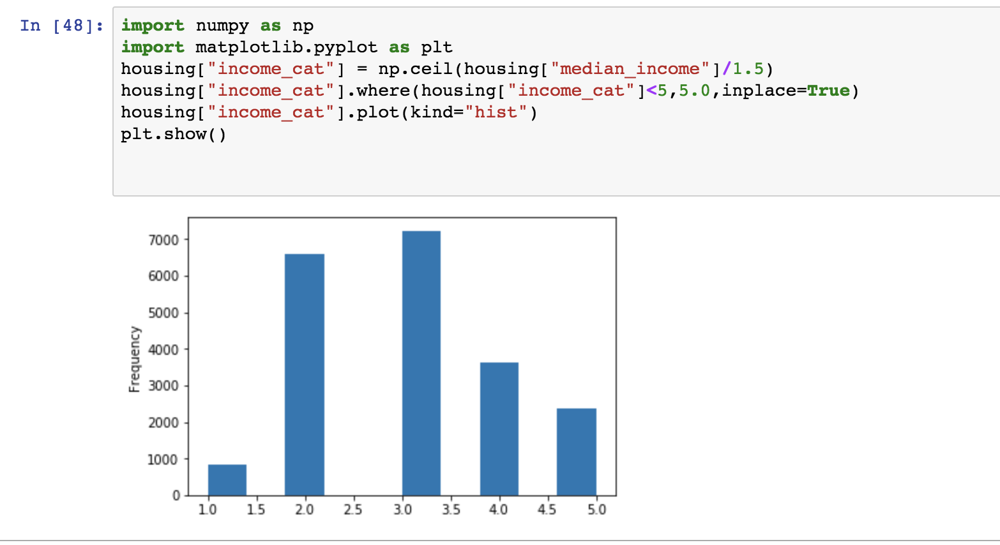 In [48]:
import numpy as np
import matplotlib.pyplot as plt
housing["income_cat"] = np.ceil(housing["median_income"]/1.5)
housing["income_cat"].where(housing["income_cat"]<5,5.0,inplace=True)
housing["income_cat"].plot(kind="hist")
plt.show()
Frequency
7000
6000
5000
4000
3000
2000
1000
0
1.0 1.5 2.0 2.5 3.0 3.5 4.0 4.5 5.0